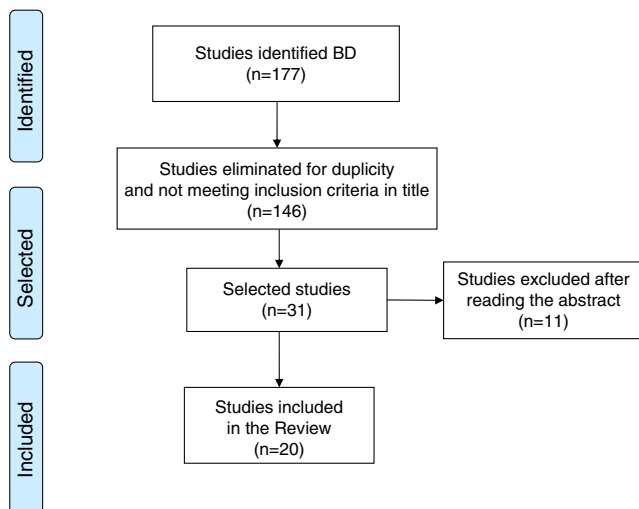 Identified
Studies identified BD
(n=177)
Studies eliminated for duplicity
and not meeting inclusion criteria in title
(n=146)
Selected
Selected studies
(n=31)
Studies excluded after
reading the abstract
(n=11)
Included
Studies included
in the Review
(n=20)